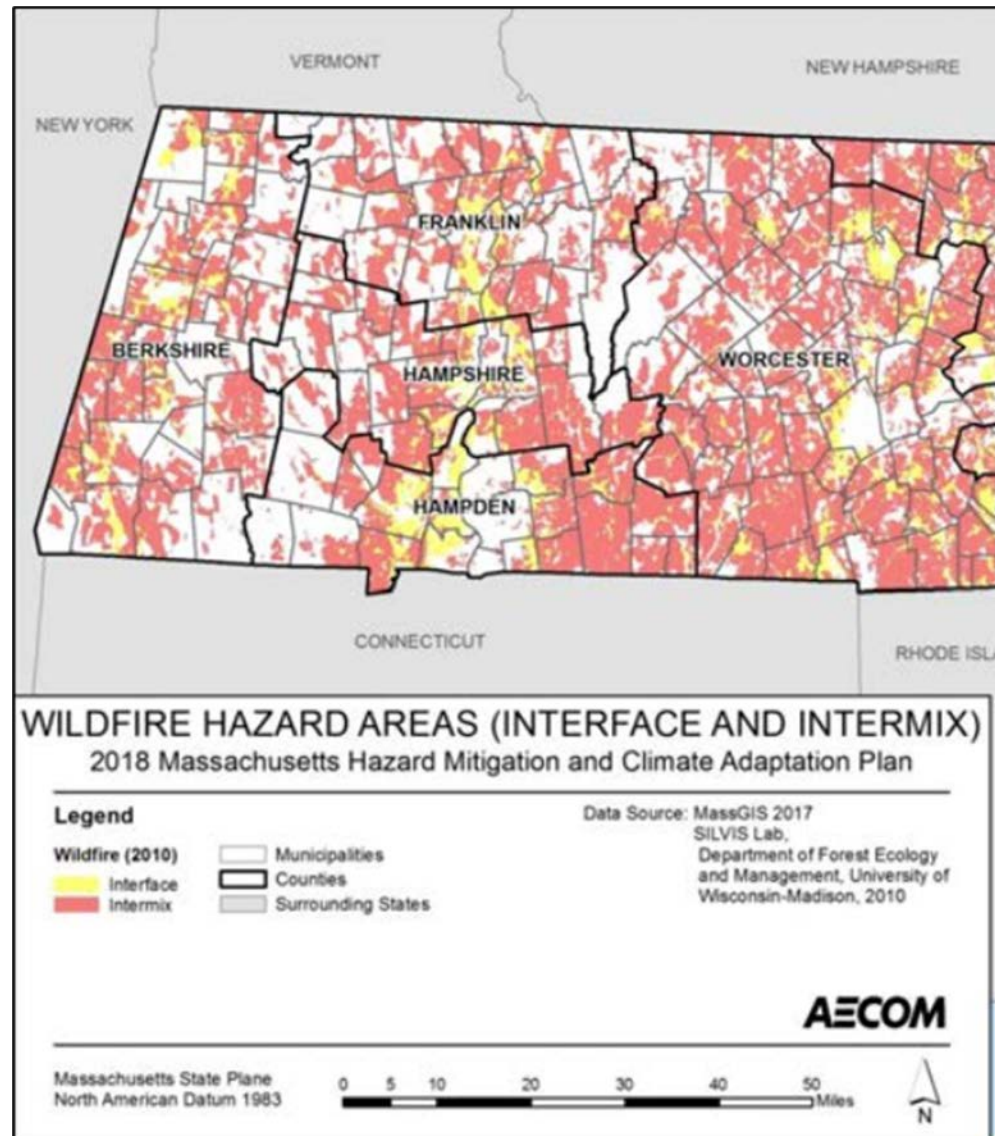 VERMONT
NEW HAMPSHIRE
NEW YORK
FRANKLIN
BERKSHIRE
HAMPSHIRE
WORCESTER
HAMPDEN
CONNECTICUT
RHODE ISLA
WILDFIRE HAZARD AREAS (INTERFACE AND INTERMIX)
2018 Massachusetts Hazard Mitigation and Climate Adaptation Plan
Legend
Wildfire (2010)
Interface
Intermix
Municipalities
Counties
Surrounding States
Data Source: MassGIS 2017
SILVIS Lab,
Department of Forest Ecology
and Management, University of
Wisconsin-Madison, 2010
AECOM
Massachusetts State Plane
North American Datum 1983
0 5 10 20 30 40 50
Miles
N